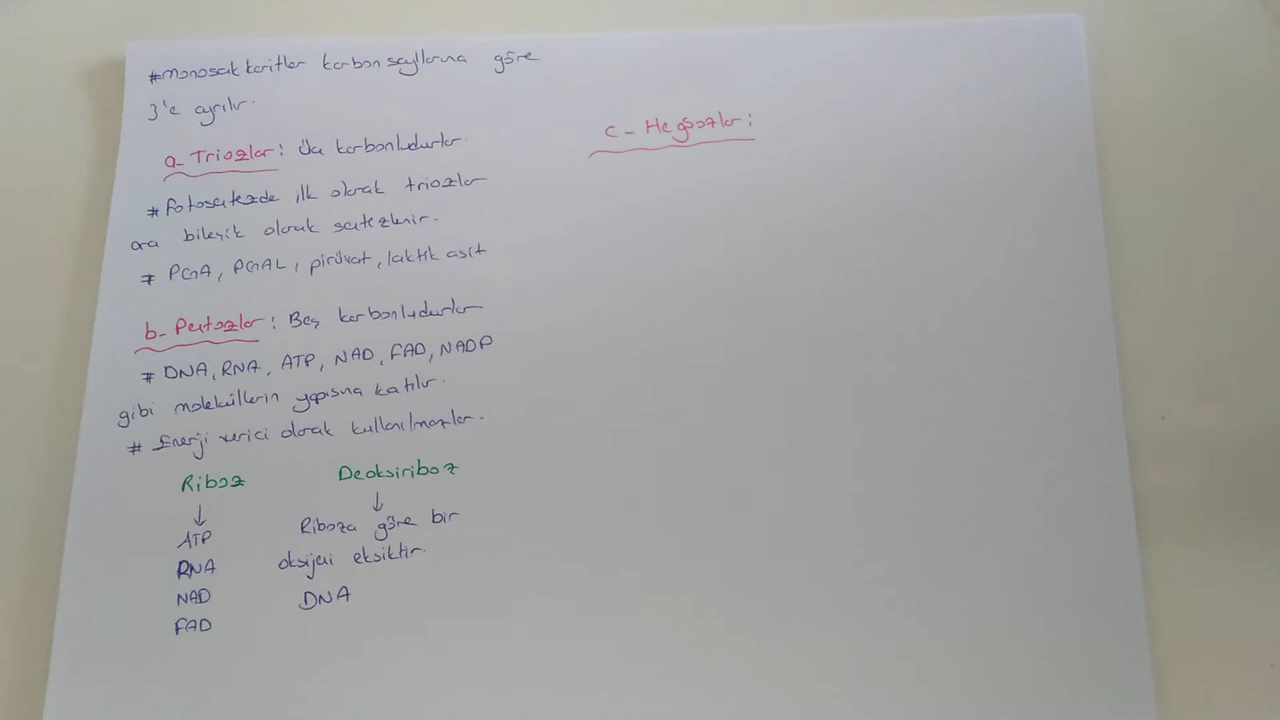 #monosakkaritler karbon sayılarına göre
3'e ayrılır.
a- Triozlar: Üç karbonludurlar.
# Fotosentezde ilk olarak triozlar
ara bileşik olarak sentezlenir.
# PGA, PGAL, pirüvat, laktik asit
b- Pentozlar: Beş karbonludurlar
# DNA, RNA, ATP, NAD, FAD, NADP
gibi moleküllerin yapısına katılır.
# Enerji verici olarak kullanılmazlar.
Riboz
↓
ATP
RNA
NAD
FAD
Deoksiriboz
↓
Riboza göre bir
oksijeni eksiktir.
DNA
c- Hegzozlar: